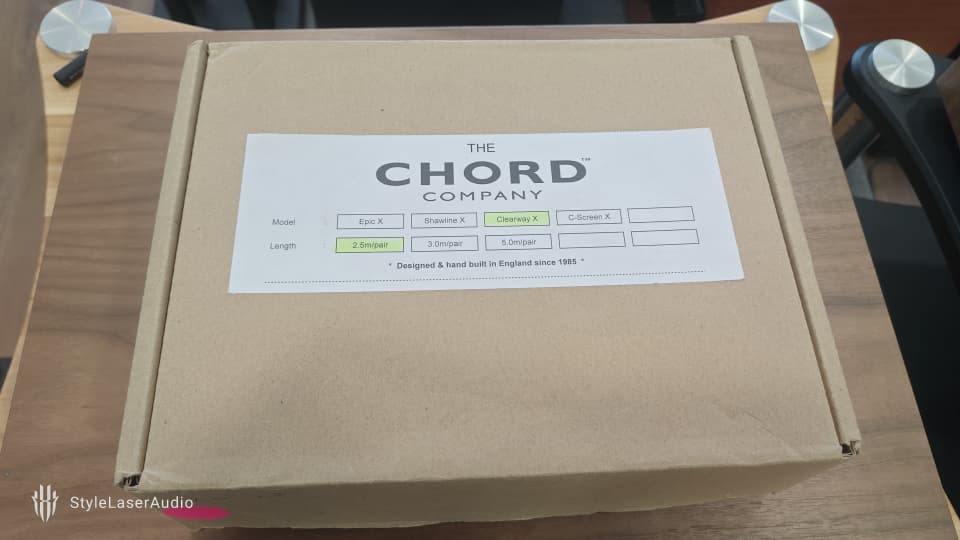 THE
CHORD™
COMPANY
Model : Epic X Shawline X Clearway X C-Screen X
Length : 2.5m/pair 3.0m/pair 5.0m/pair
* Designed & hand built in England since 1985 *
StyleLaserAudio